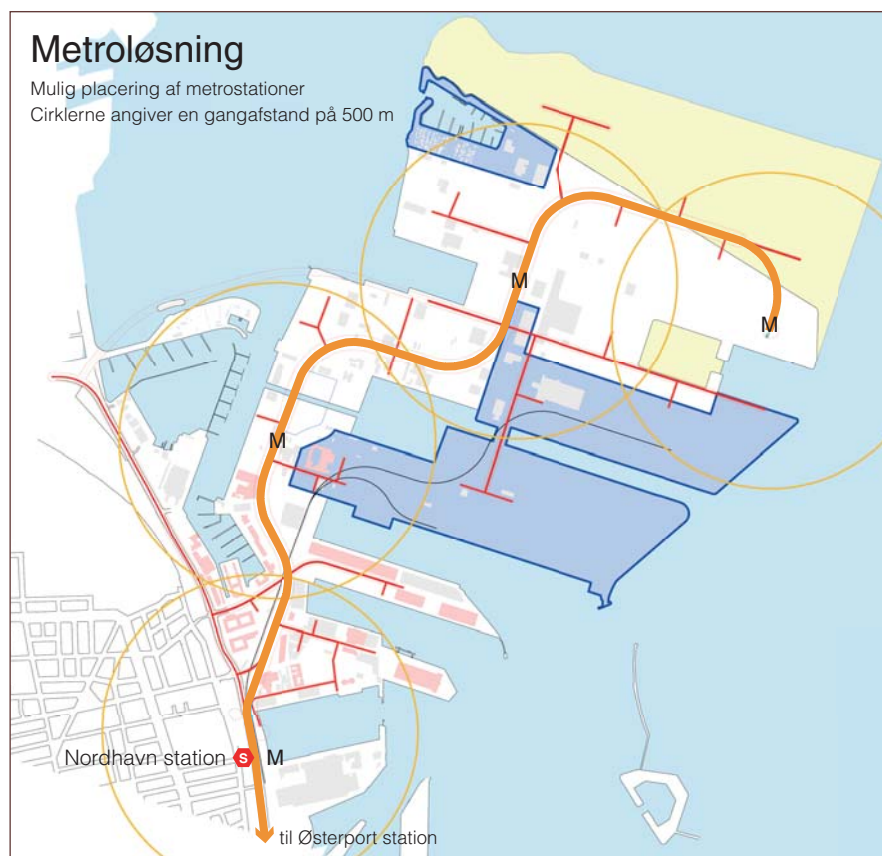 Metroløsning
Mulig placering af metrostationer
Cirklerne angiver en gangafstand på 500 m
M
M
M
Nordhavn station S M
til Østerport station